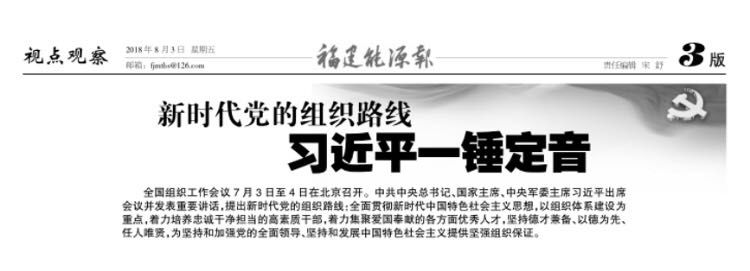 视点观察
2018年8月3日 星期五
邮箱：fjmtbs@126.com
福建能源报
责任编辑 宋 舒
3版
新时代党的组织路线
习近平一锤定音
全国组织工作会议7月3日至4日在北京召开。中共中央总书记、国家主席、中央军委主席习近平出席
会议并发表重要讲话，提出新时代党的组织路线：全面贯彻新时代中国特色社会主义思想，以组织体系建设为
重点，着力培养忠诚干净担当的高素质干部，着力集聚爱国奉献的各方面优秀人才，坚持德才兼备、以德为先、
任人唯贤，为坚持和加强党的全面领导、坚持和发展中国特色社会主义提供坚强组织保证。